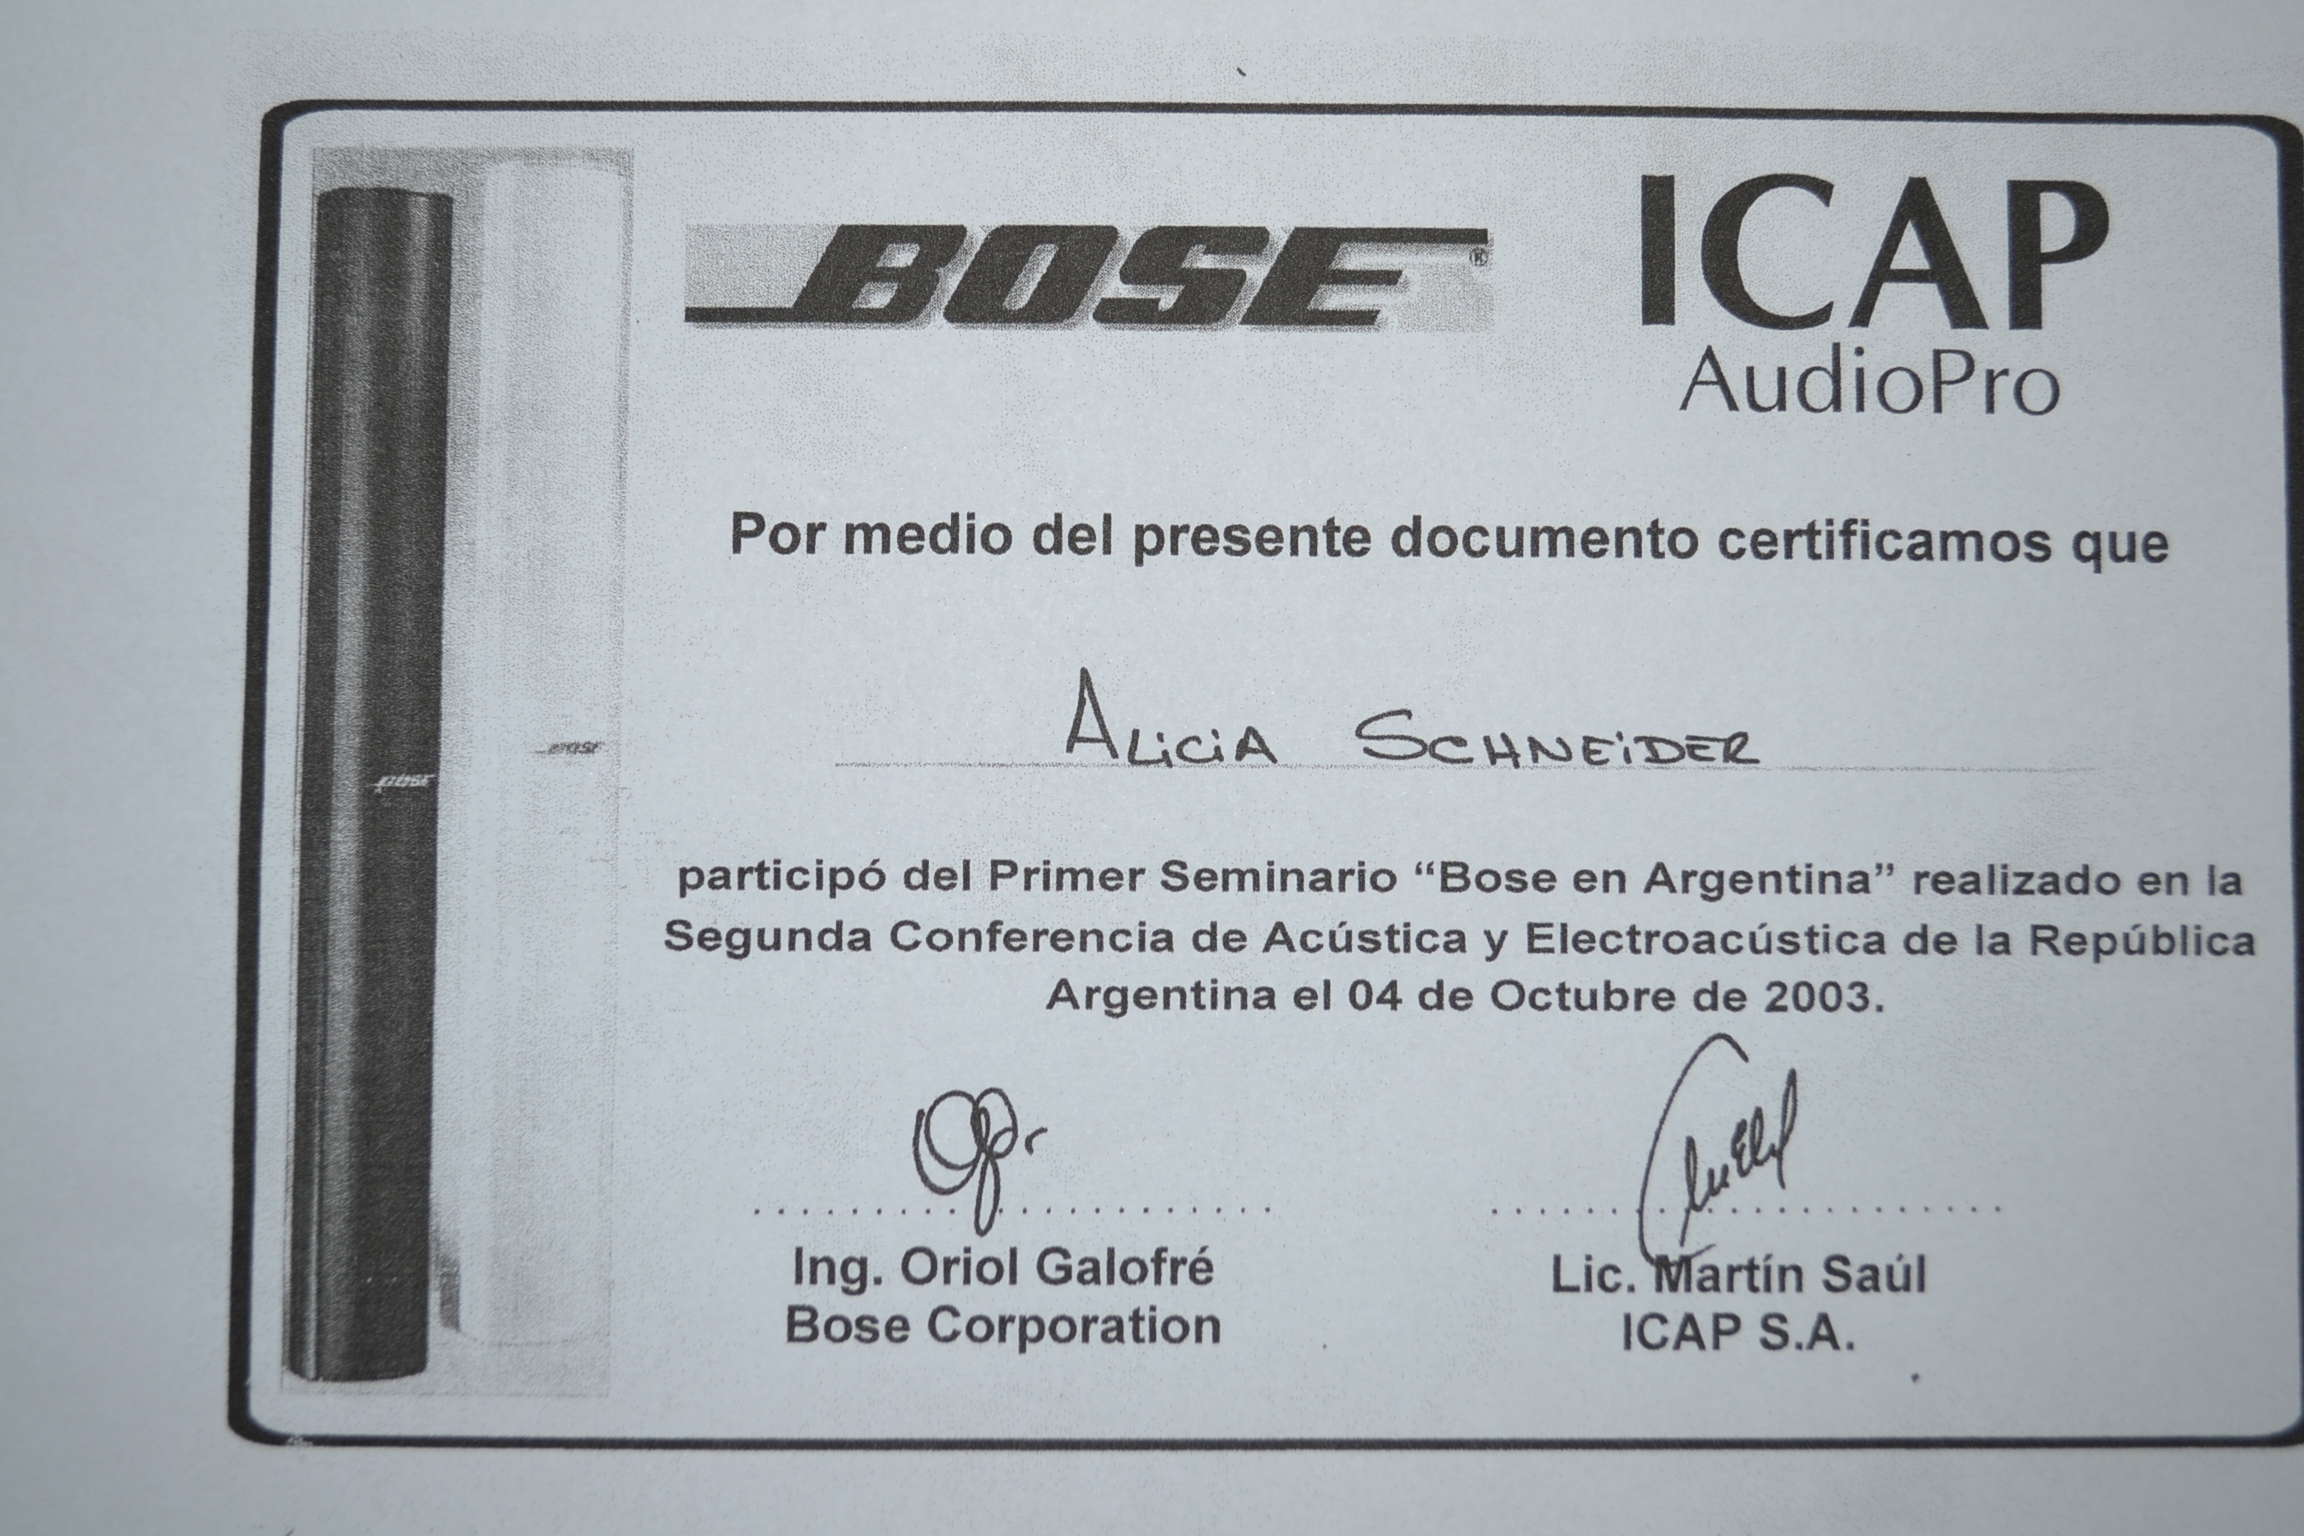 BOSE®
ICAP
AudioPro
Por medio del presente documento certificamos que
ALiCiA SCHNEiDER
BOSE
BOSE
participó del Primer Seminario “Bose en Argentina” realizado en la
Segunda Conferencia de Acústica y Electroacústica de la República
Argentina el 04 de Octubre de 2003.
Ing. Oriol Galofré
Bose Corporation
Lic. Martín Saúl
ICAP S.A.